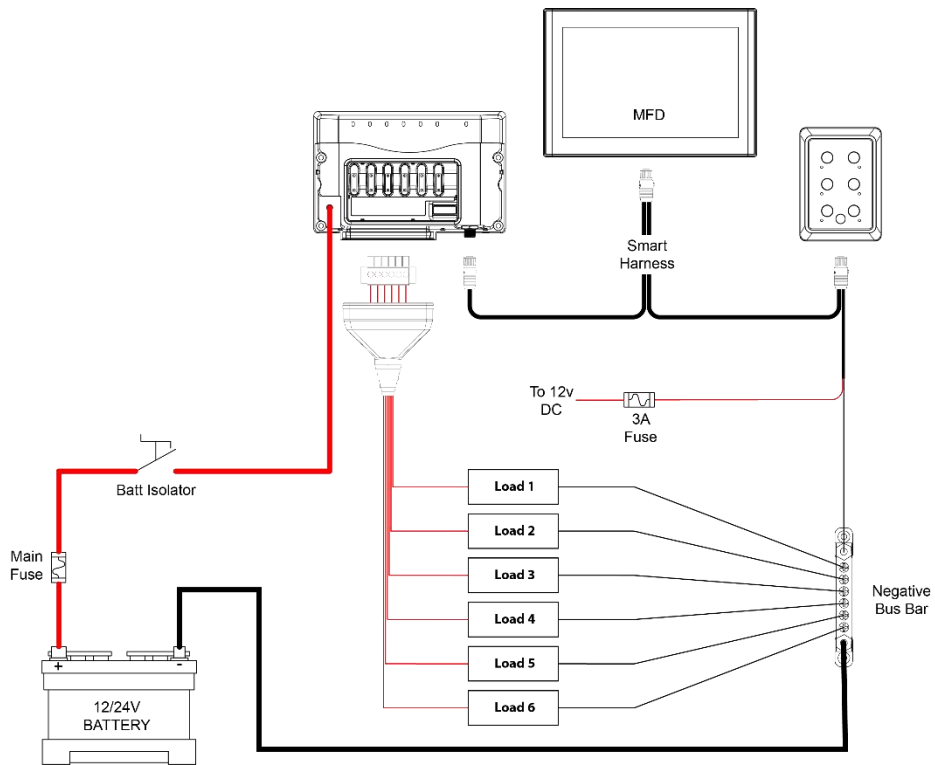 MFD
Smart
Harness
To 12v
DC
3A
Fuse
Batt Isolator
Load 1
Load 2
Load 3
Load 4
Load 5
Load 6
Main
Fuse
Negative
Bus Bar
+ -
12/24V
BATTERY